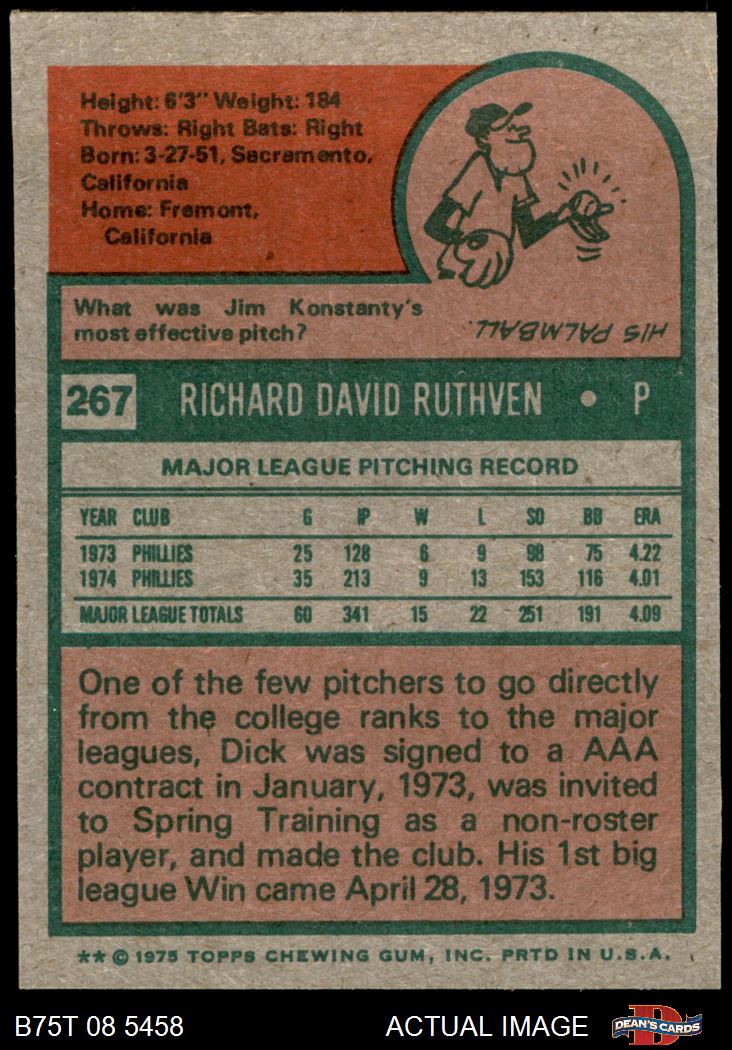 Height: 6'3" Weight: 184
Throws: Right Bats: Right
Born: 3-27-51, Sacramento,
California
Home: Fremont,
California
What was Jim Konstanty's
most effective pitch?
HIS PALMBALL.
267 RICHARD DAVID RUTHVEN • P
MAJOR LEAGUE PITCHING RECORD
YEAR CLUB G IP W L SO BB ERA
1973 PHILLIES 25 128 6 9 98 75 4.22
1974 PHILLIES 35 213 9 13 153 116 4.01
MAJOR LEAGUE TOTALS 60 341 15 22 251 191 4.09
One of the few pitchers to go directly
from the college ranks to the major
leagues, Dick was signed to a AAA
contract in January, 1973, was invited
to Spring Training as a non-roster
player, and made the club. His 1st big
league Win came April 28, 1973.
** © 1975 TOPPS CHEWING GUM, INC. PRTD IN U.S.A.
B75T 08 5458 ACTUAL IMAGE D DEAN'S CARDS